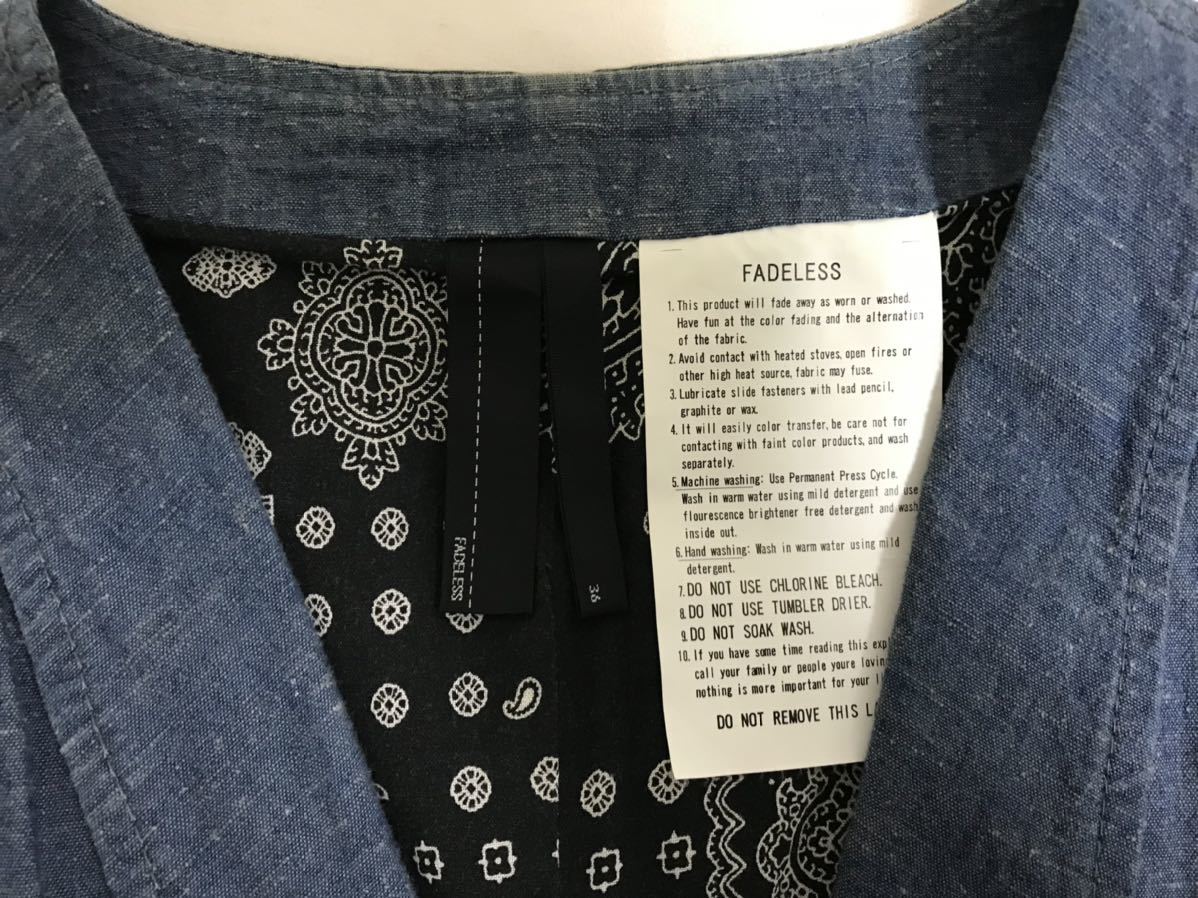 FADELESS
1. This product will fade away as worn or washed.
Have fun at the color fading and the alternation
of the fabric.
2. Avoid contact with heated stoves, open fires or
other high heat source, fabric may fuse.
3. Lubricate slide fasteners with lead pencil,
graphite or wax.
4. It will easily color transfer, be care not for
contacting with faint color products, and wash
separately.
5. Machine washing: Use Permanent Press Cycle.
Wash in warm water using mild detergent and use
flourescence brightener free detergent and wash
inside out.
6. Hand washing: Wash in warm water using mild
detergent.
7. DO NOT USE CHLORINE BLEACH.
8. DO NOT USE TUMBLER DRIER.
9. DO NOT SOAK WASH.
10. If you have some time reading this
call your family or people youre
nothing is more important for your
DO NOT REMOVE THIS
FADELESS
36